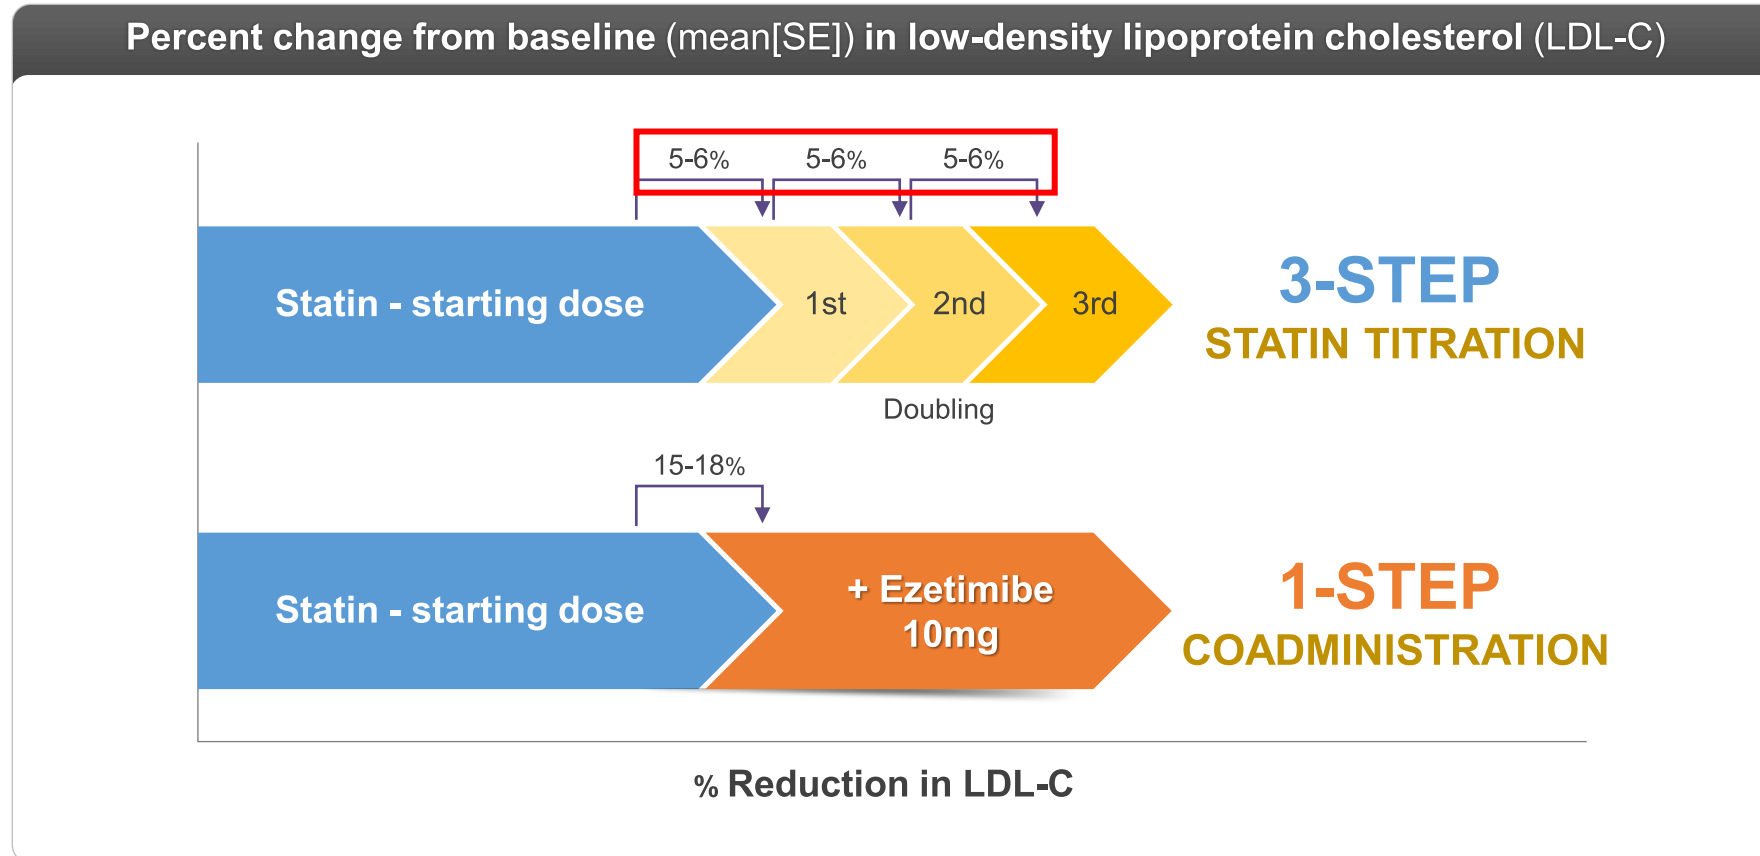 Percent change from baseline (mean[SE]) in low-density lipoprotein cholesterol (LDL-C)
5-6% 5-6% 5-6%
Statin - starting dose 1st 2nd 3rd
3-STEP
STATIN TITRATION
Doubling
15-18%
Statin - starting dose
+ Ezetimibe
10mg
1-STEP
COADMINISTRATION
% Reduction in LDL-C